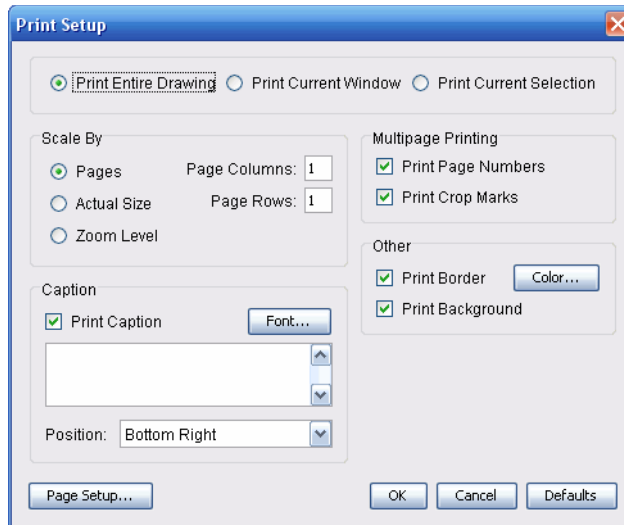 Print Setup
Print Entire Drawing Print Current Window Print Current Selection
Scale By
Pages Page Columns: 1
Actual Size Page Rows: 1
Zoom Level
Multipage Printing
Print Page Numbers
Print Crop Marks
Other
Print Border Color...
Print Background
Caption
Print Caption Font...
Position: Bottom Right
Page Setup... OK Cancel Defaults